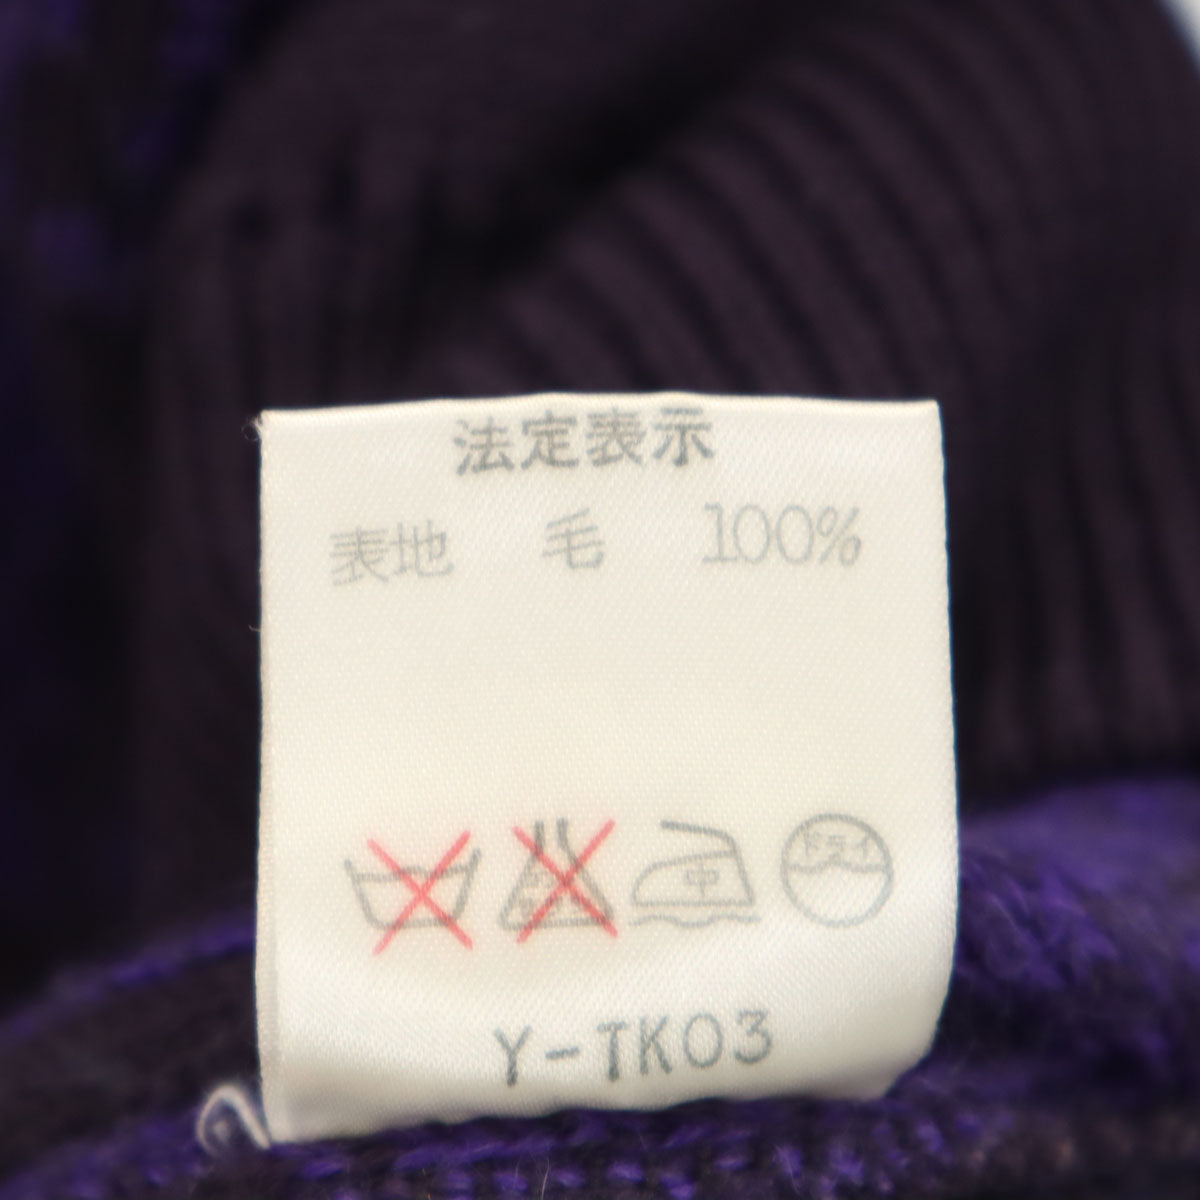 法定表示
表地 毛 100%
中 ドライ
Y-TK03